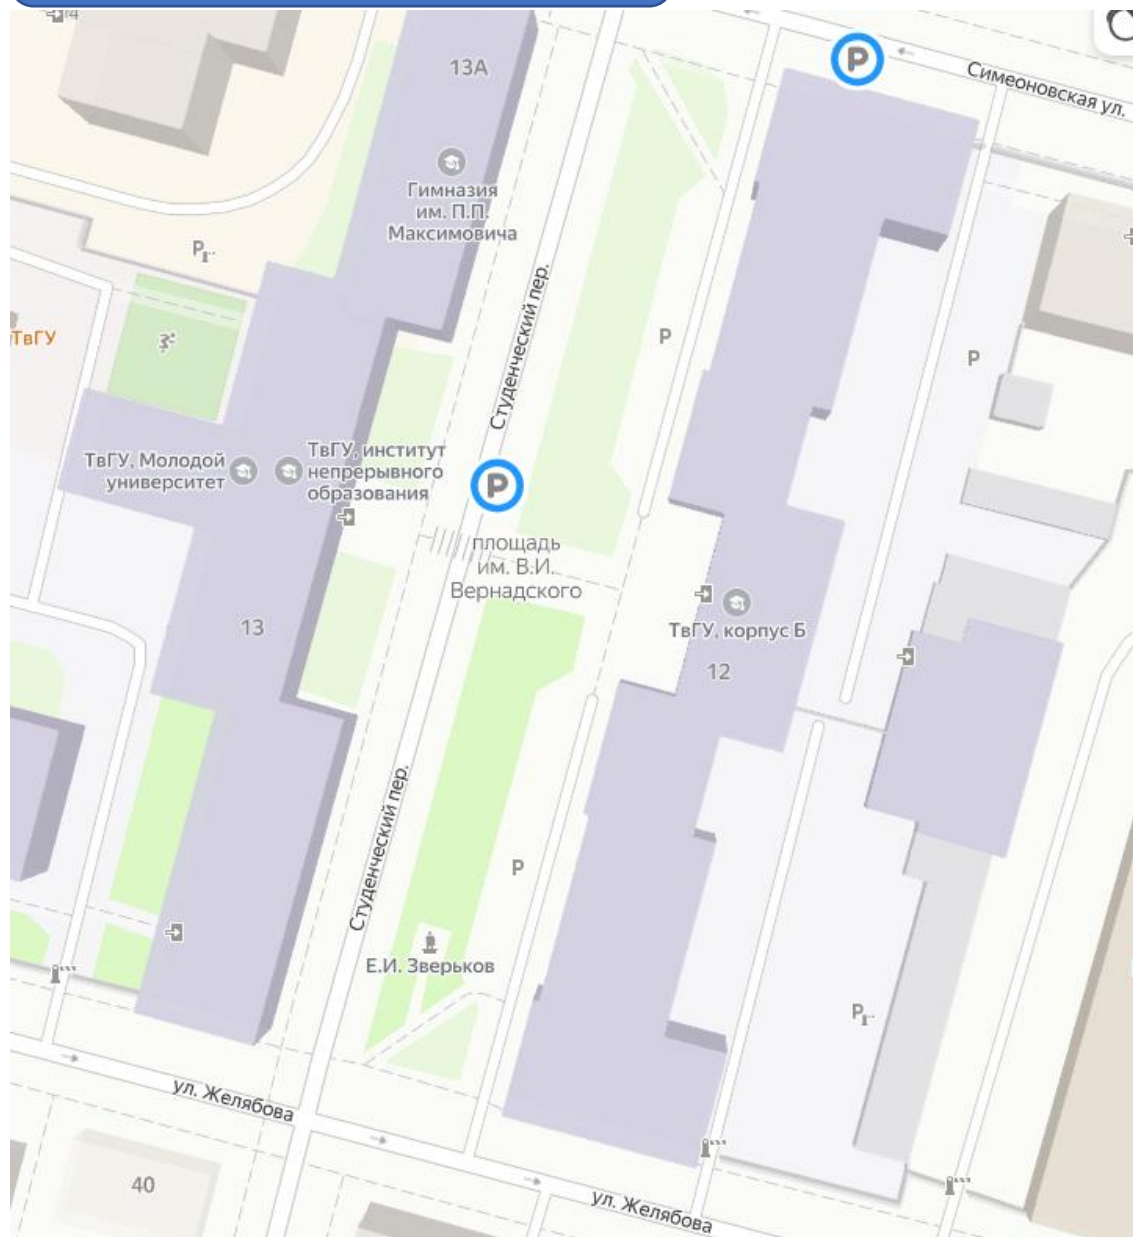 13А
Р
Симеоновская ул.
Гимназия
им. П.П.
Максимовича
Р
Студенческий пер.
ТвГУ
Р
Р
ТвГУ, Молодой
университет
ТвГУ, институт
непрерывного
образования
Р
площадь
им. В.И.
Вернадского
13
ТвГУ, корпус Б
12
Студенческий пер.
Р
Е.И. Зверьков
Р
ул. Желябова
40
ул. Желябова